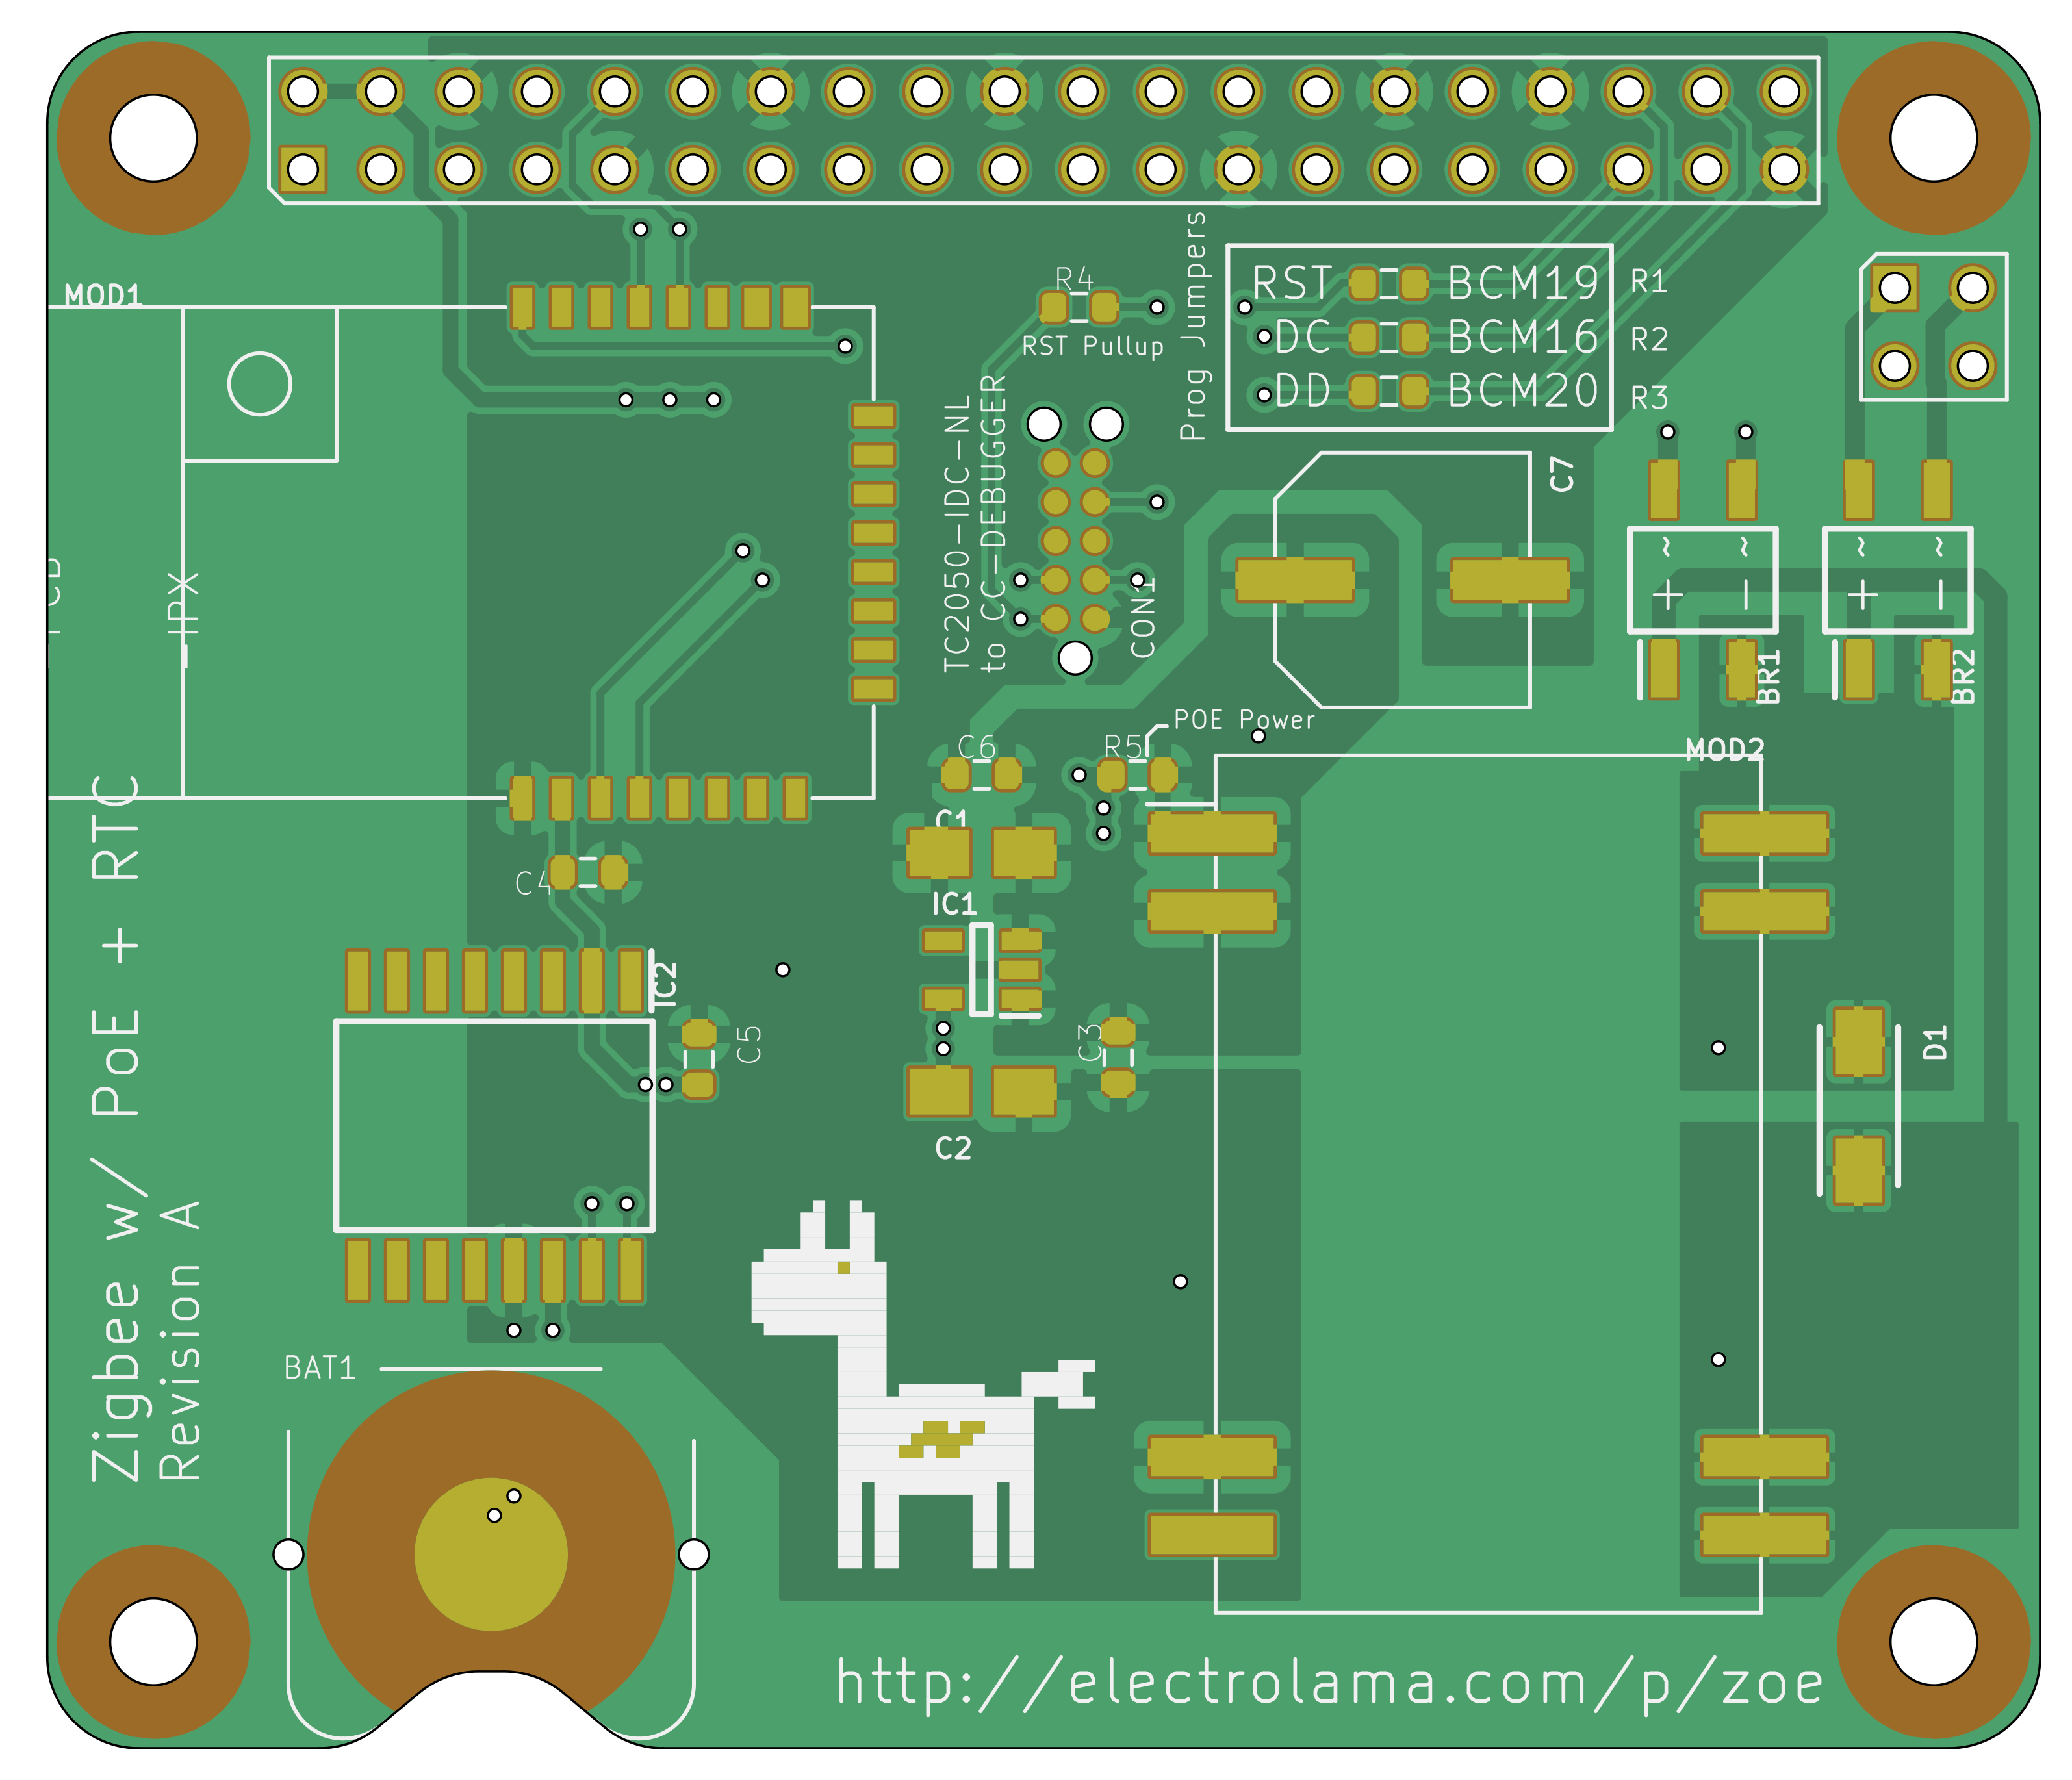 MOD1
R4
RST Pullup
Prog Jumpers
RST BCM19 R1
DC BCM16 R2
DD BCM20 R3
TC2050-IDC-NL
to CC-DEBUGGER
CON1
C7
~ ~
+ −
BR1
~ ~
+ −
BR2
POE Power
C6
R5
MOD2
C1
C4
IC1
IC2
C5
C3
D1
C2
BAT1
Zigbee w/ PoE + RTC
Revision A
http://electrolama.com/p/zoe